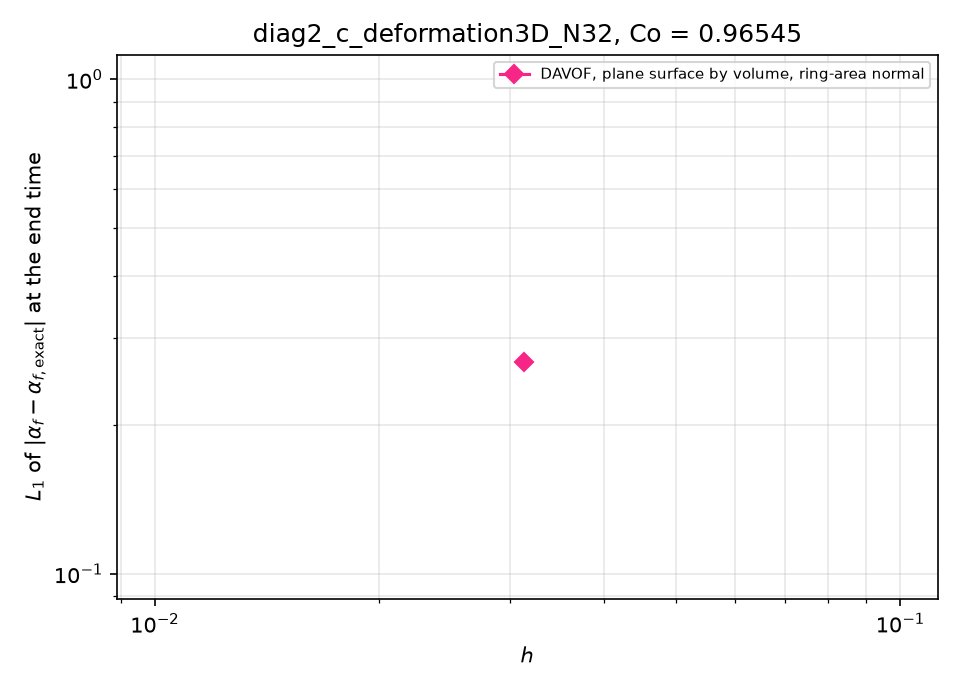 diag2_c_deformation3D_N32, Co = 0.96545
DAVOF, plane surface by volume, ring-area normal
L₁ of |α_f − α_{f,exact}| at the end time
10⁰
10⁻¹
10⁻²
10⁻¹
h